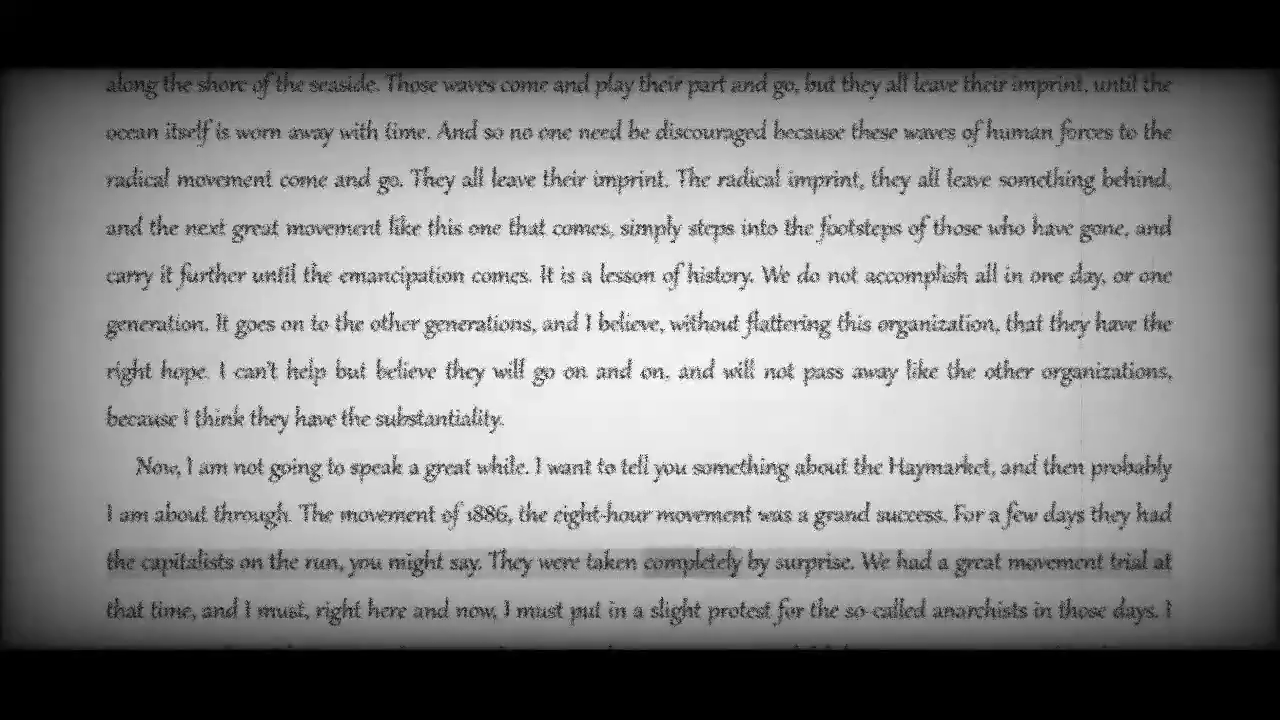 along the shore of the seaside. Those waves come and play their part and go, but they all leave their imprint, until the
ocean itself is worn away with time. And so no one need be discouraged because these waves of human forces to the
radical movement come and go. They all leave their imprint. The radical imprint, they all leave something behind,
and the next great movement like this one that comes, simply steps into the footsteps of those who have gone, and
carry it further until the emancipation comes. It is a lesson of history. We do not accomplish all in one day, or one
generation. It goes on to the other generations, and I believe, without flattering this organization, that they have the
right hope. I can't help but believe they will go on and on, and will not pass away like the other organizations,
because I think they have the substantiality.
Now, I am not going to speak a great while. I want to tell you something about the Haymarket, and then probably
I am about through. The movement of 1886, the eight-hour movement was a grand success. For a few days they had
the capitalists on the run, you might say. They were taken completely by surprise. We had a great movement trial at
that time, and I must, right here and now, I must put in a slight protest for the so-called anarchists in those days. I